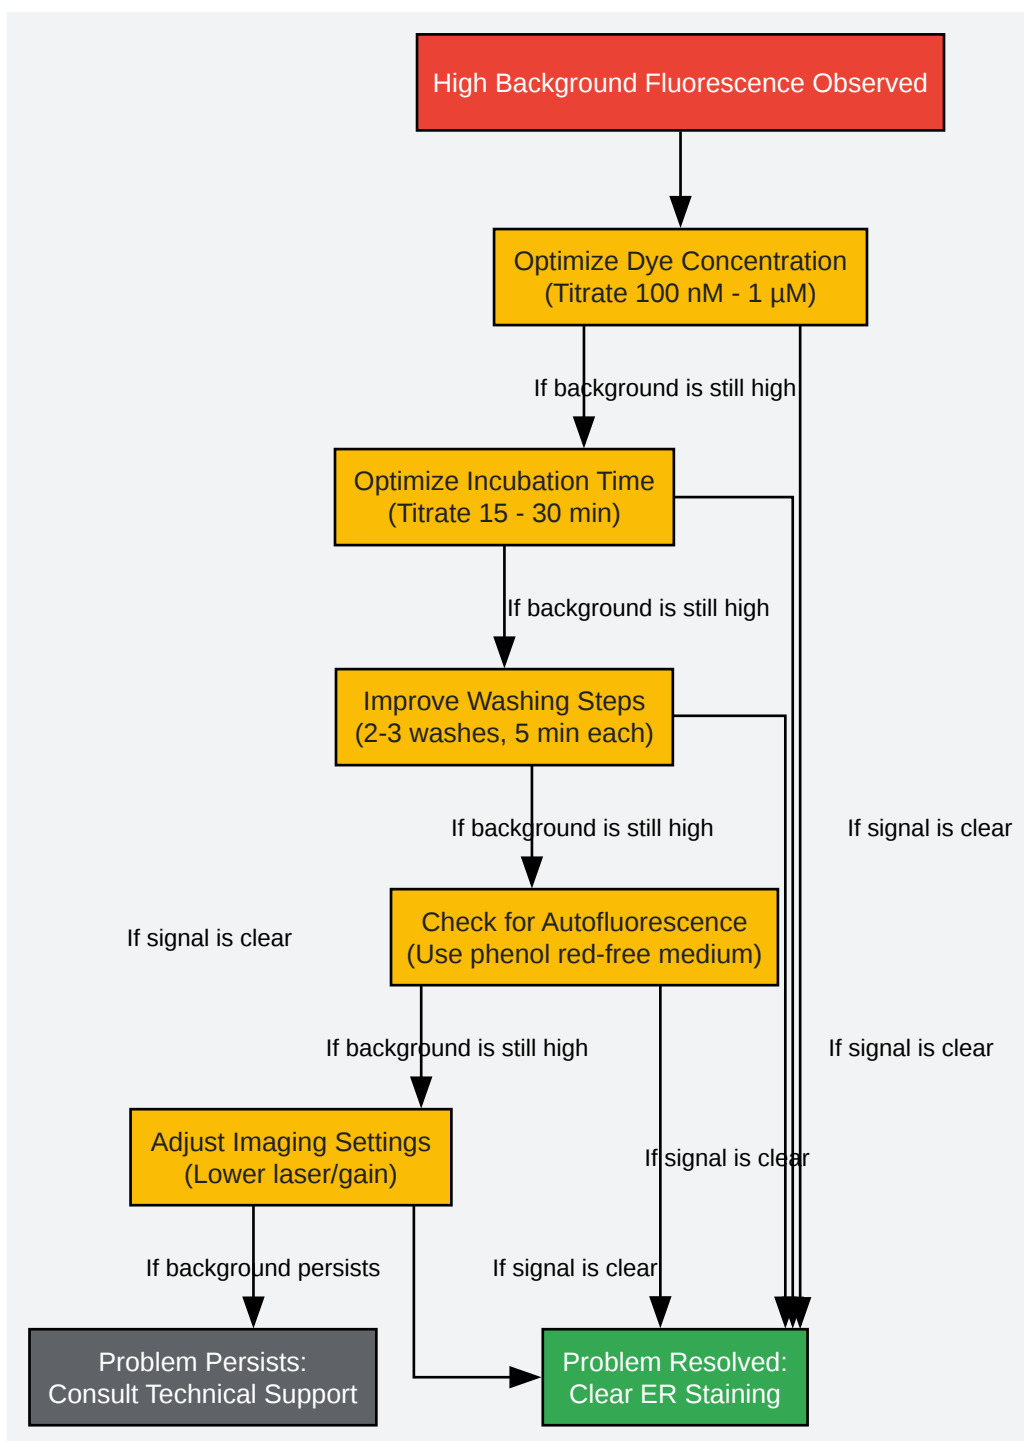 High Background Fluorescence Observed
Optimize Dye Concentration
(Titrate 100 nM - 1 µM)
If background is still high
Optimize Incubation Time
(Titrate 15 - 30 min)
If background is still high
Improve Washing Steps
(2-3 washes, 5 min each)
If background is still high
If signal is clear
Check for Autofluorescence
(Use phenol red-free medium)
If signal is clear
If background is still high
If signal is clear
Adjust Imaging Settings
(Lower laser/gain)
If signal is clear
If background persists
If signal is clear
Problem Persists:
Consult Technical Support
Problem Resolved:
Clear ER Staining